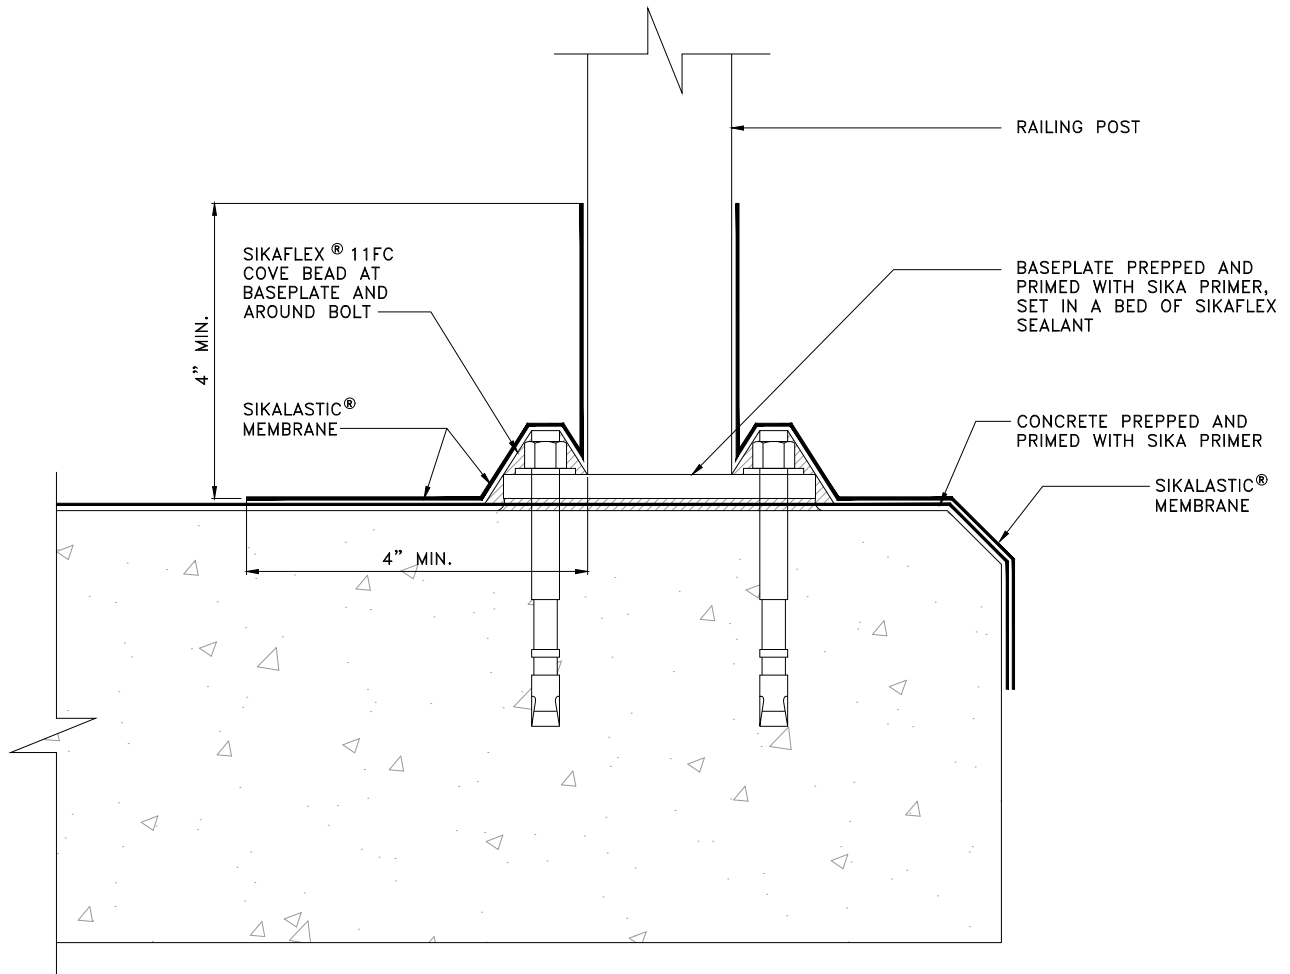 RAILING POST
SIKAFLEX® 11FC
COVE BEAD AT
BASEPLATE AND
AROUND BOLT
BASEPLATE PREPPED AND
PRIMED WITH SIKA PRIMER,
SET IN A BED OF SIKAFLEX
SEALANT
4” MIN.
SIKALASTIC®
MEMBRANE
CONCRETE PREPPED AND
PRIMED WITH SIKA PRIMER
SIKALASTIC®
MEMBRANE
4” MIN.